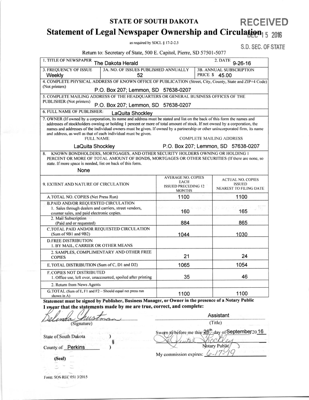 STATE OF SOUTH DAKOTA
RECEIVED
Statement of Legal Newspaper Ownership and Circulation
DEC 15 2016
as required by SDCL § 17-2-2.5
S.D. SEC. OF STATE
Return to: Secretary of State, 500 E. Capitol, Pierre, SD 57501-5077
1. TITLE OF NEWSPAPER The Dakota Herald
2. DATE 9-26-16
3. FREQUENCY OF ISSUE Weekly
3A. NO. OF ISSUES PUBLISHED ANNUALLY 52
3B. ANNUAL SUBSCRIPTION PRICE $ 45.00
4. COMPLETE PHYSICAL ADDRESS OF KNOWN OFFICE OF PUBLICATION (Street, City, County, State and ZIP+4 Code) (Not printers)
P.O. Box 207; Lemmon, SD 57638-0207
5. COMPLETE MAILING ADDRESS OF THE HEADQUARTERS OR GENERAL BUSINESS OFFICES OF THE PUBLISHER (Not printers)
P.O. Box 207; Lemmon, SD 57638-0207
6. FULL NAME OF PUBLISHER:
LaQuita Shockley
7. OWNER (If owned by a corporation, its name and address must be stated and also on the back of this form the names and addresses of stockholders owning or holding 1 percent or more of total amount of stock. If not owned by a corporation, the names and addresses of the individual owners must be given. If owned by a partnership or other unincorporated firm, its name and address, as well as that of each individual must be given.
FULL NAME
COMPLETE MAILING ADDRESS
LaQuita Shockley
P.O. Box 207; Lemmon, SD 57638-0207
8. KNOWN BONDHOLDERS, MORTGAGEES, AND OTHER SECURITY HOLDERS OWNING OR HOLDING 1 PERCENT OR MORE OF TOTAL AMOUNT OF BONDS, MORTGAGES OR OTHER SECURITIES (If there are none, so state. If more space is needed, list on back of this form.
None
9. EXTENT AND NATURE OF CIRCULATION
AVERAGE NO. COPIES EACH ISSUED PRECEDING 12 MONTHS
ACTUAL NO. COPIES ISSUED NEAREST TO FILING DATE
A. TOTAL NO. COPIES (Net Press Run) 1100 1100
B. PAID AND/OR REQUESTED CIRCULATION
1. Sales through dealers and carriers, street vendors, counter sales, and paid electronic copies. 160 165
2. Mail Subscriptions (Paid and or requested) 884 865
C. TOTAL PAID AND/OR REQUESTED CIRCULATION (Sum of 9B1 and 9B2) 1044 1030
D. FREE DISTRIBUTION
1. BY MAIL, CARRIER OR OTHER MEANS
2. SAMPLES, COMPLIMENTARY AND OTHER FREE COPIES 21 24
E. TOTAL DISTRIBUTION (Sum of C, D1 and D2) 1065 1054
F. COPIES NOT DISTRIBUTED
1. Office use, left over, unaccounted, spoiled after printing 35 46
2. Return from News Agents
G. TOTAL (Sum of E, F1 and F2 - Should equal net press run shown in A) 1100 1100
Statement must be signed by Publisher, Business Manager, or Owner in the presence of a Notary Public
I swear that the statements made by me are true, correct, and complete:
Assistant
(Signature)
(Title)
State of South Dakota )
§
County of Perkins )
Sworn to before me this 26th day of September 20 16
Notary Public
(Seal)
My commission expires: